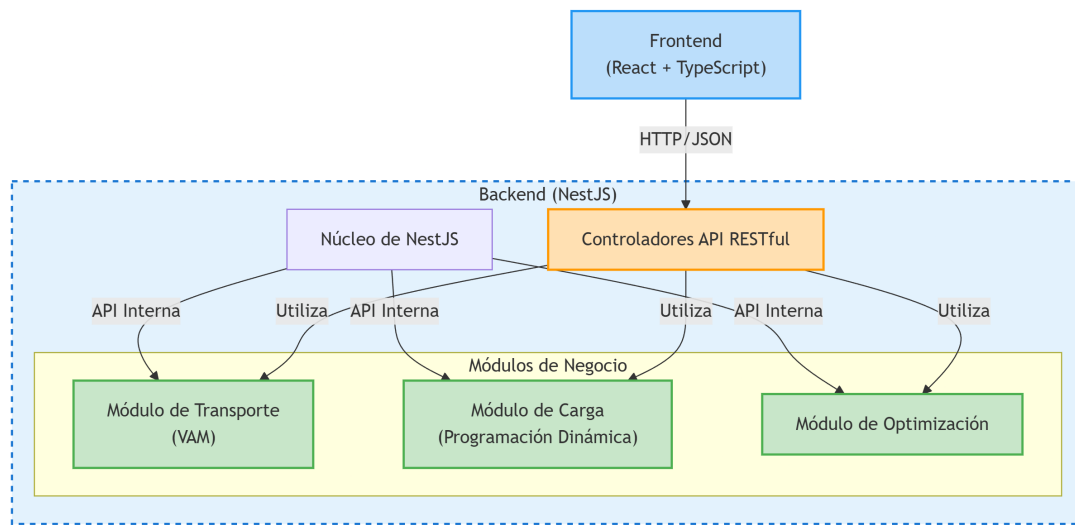 Frontend
(React + TypeScript)
HTTP/JSON
Backend (NestJS)
Núcleo de NestJS
Controladores API RESTful
API Interna
Utiliza
API Interna
Utiliza
API Interna
Utiliza
Módulos de Negocio
Módulo de Transporte
(VAM)
Módulo de Carga
(Programación Dinámica)
Módulo de Optimización